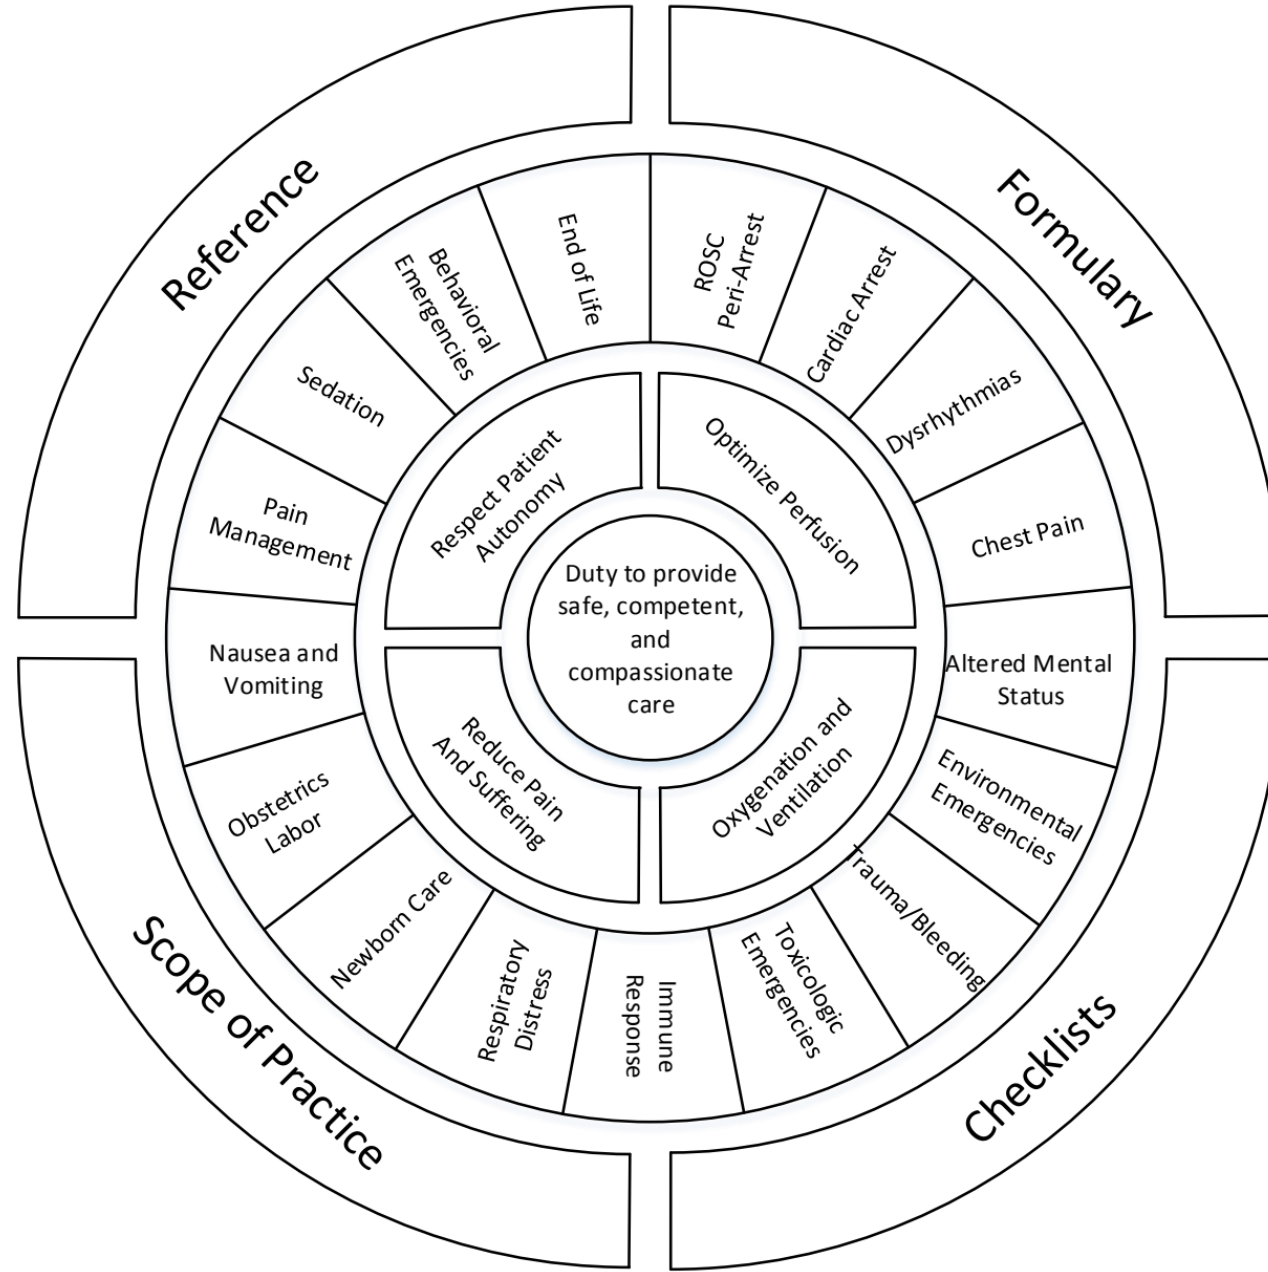 Reference
Formulary
Scope of Practice
Checklists
End of Life
ROSC
Peri-Arrest
Cardiac Arrest
Dysrhythmias
Chest Pain
Altered Mental
Status
Environmental
Emergencies
Trauma/Bleeding
Toxicologic
Emergencies
Immune
Response
Respiratory
Distress
Newborn Care
Obstetrics
Labor
Nausea and
Vomiting
Pain
Management
Sedation
Behavioral
Emergencies
Respect Patient
Autonomy
Optimize Perfusion
Oxygenation and
Ventilation
Reduce Pain
And Suffering
Duty to provide
safe, competent,
and
compassionate
care